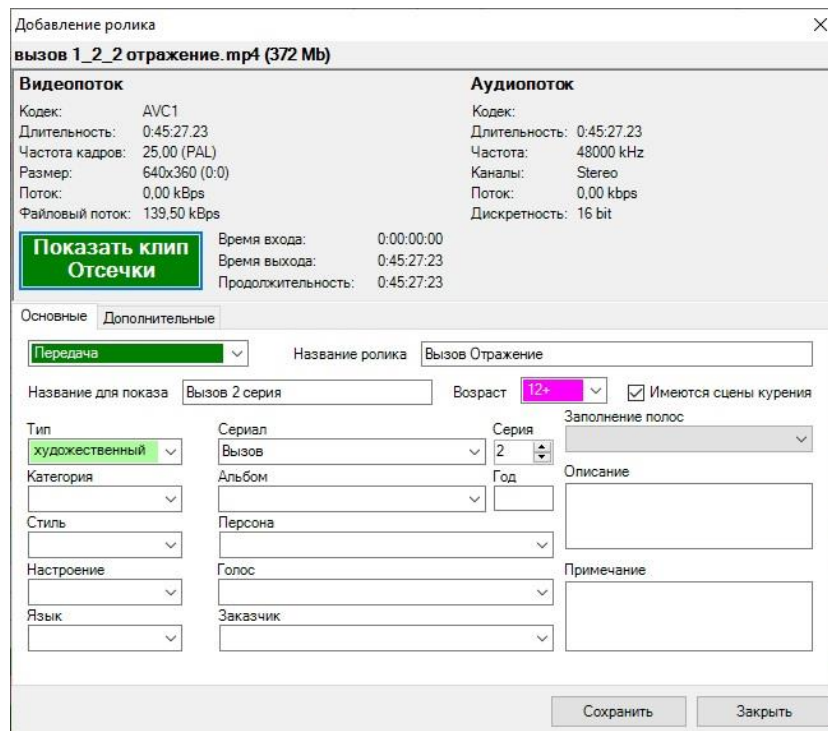 Добавление ролика
вызов 1_2_2 отражение.mp4 (372 Mb)
Видеопоток
Кодек: AVC1
Длительность: 0:45:27.23
Частота кадров: 25,00 (PAL)
Размер: 640x360 (0:0)
Поток: 0,00 kBps
Файловый поток: 139,50 kBps
Аудиопоток
Кодек:
Длительность: 0:45:27.23
Частота: 48000 kHz
Каналы: Stereo
Поток: 0,00 kbps
Дискретность: 16 bit
Показать клип
Отсечки
Время входа: 0:00:00:00
Время выхода: 0:45:27:23
Продолжительность: 0:45:27:23
Основные Дополнительные
Передача Название ролика Вызов Отражение
Название для показа Вызов 2 серия Возраст 12+ Имеются сцены курения
Тип Сериал Серия Заполнение полос
художественный Вызов 2
Категория Альбом Год Описание
Стиль Персона
Настроение Голос Примечание
Язык Заказчик
Сохранить Закрыть